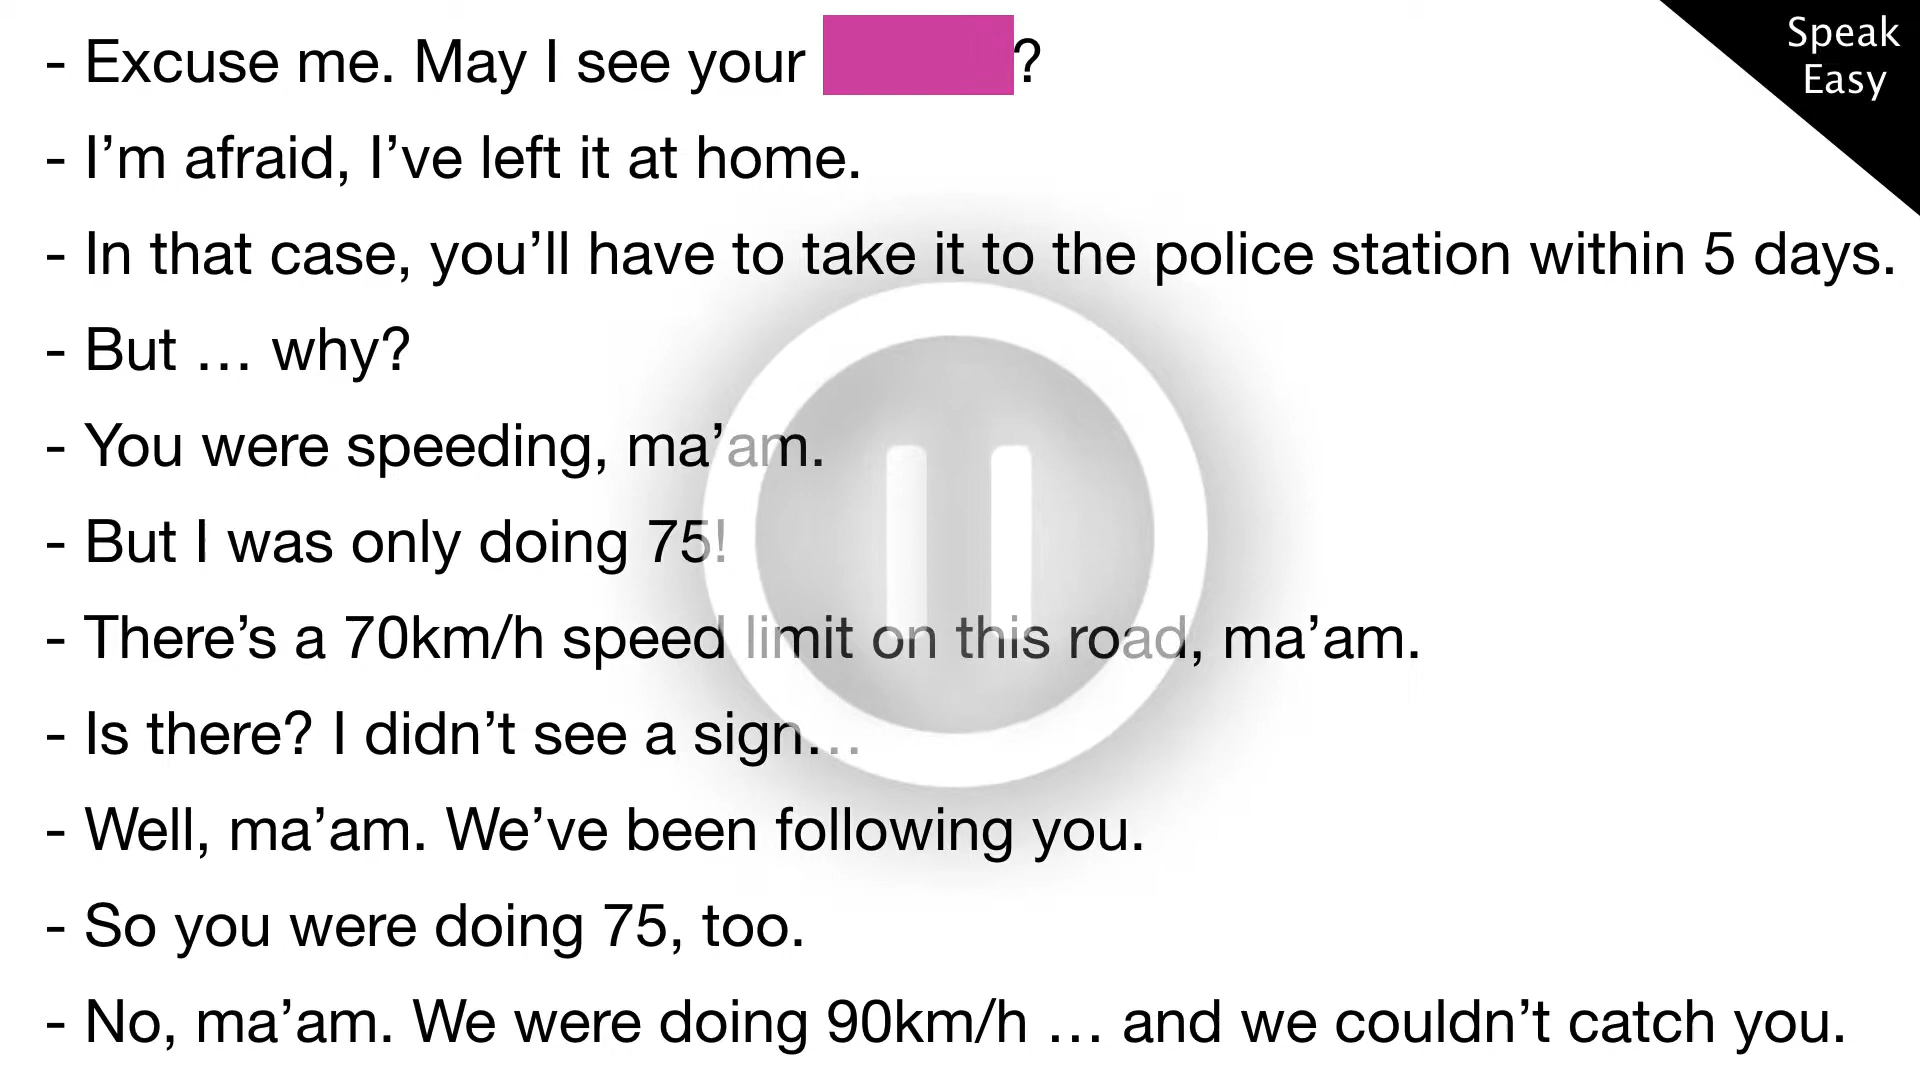 - Excuse me. May I see your ?
- I’m afraid, I’ve left it at home.
- In that case, you’ll have to take it to the police station within 5 days.
- But … why?
- You were speeding, ma’am.
- But I was only doing 75!
- There’s a 70km/h speed limit on this road, ma’am.
- Is there? I didn’t see a sign…
- Well, ma’am. We’ve been following you.
- So you were doing 75, too.
- No, ma’am. We were doing 90km/h … and we couldn’t catch you.
Speak
Easy